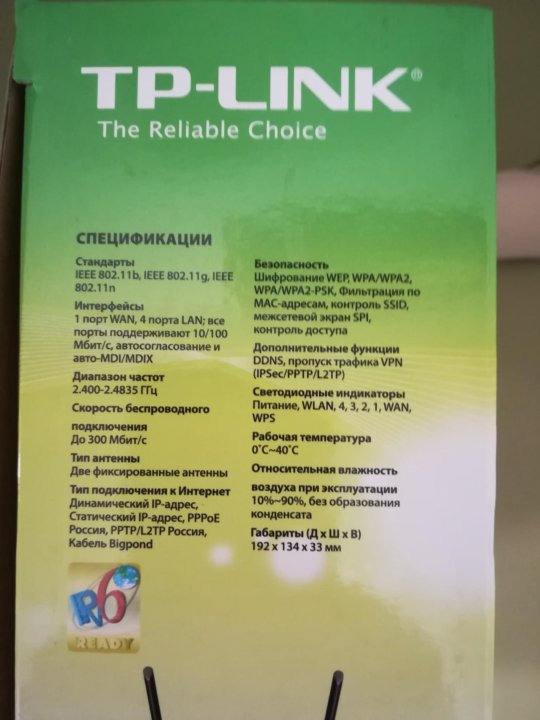 TP-LINK®
The Reliable Choice
СПЕЦИФИКАЦИИ
Стандарты
IEEE 802.11b, IEEE 802.11g, IEEE
802.11n
Интерфейсы
1 порт WAN, 4 порта LAN; все
порты поддерживают 10/100
Мбит/с, автосогласование и
авто-MDI/MDIX
Диапазон частот
2.400-2.4835 ГГц
Скорость беспроводного
подключения
До 300 Мбит/с
Тип антенны
Две фиксированные антенны
Тип подключения к Интернет
Динамический IP-адрес,
Статический IP-адрес, PPPoE
Россия, PPTP/L2TP Россия,
Кабель Bigpond
Безопасность
Шифрование WEP, WPA/WPA2,
WPA/WPA2-PSK, Фильтрация по
MAC-адресам, контроль SSID,
межсетевой экран SPI,
контроль доступа
Дополнительные функции
DDNS, пропуск трафика VPN
(IPSec/PPTP/L2TP)
Светодиодные индикаторы
Питание, WLAN, 4, 3, 2, 1, WAN,
WPS
Рабочая температура
0˚C~40˚C
Относительная влажность
воздуха при эксплуатации
10%~90%, без образования
конденсата
Габариты (Д x Ш x В)
192 x 134 x 33 мм
IPv6
READY